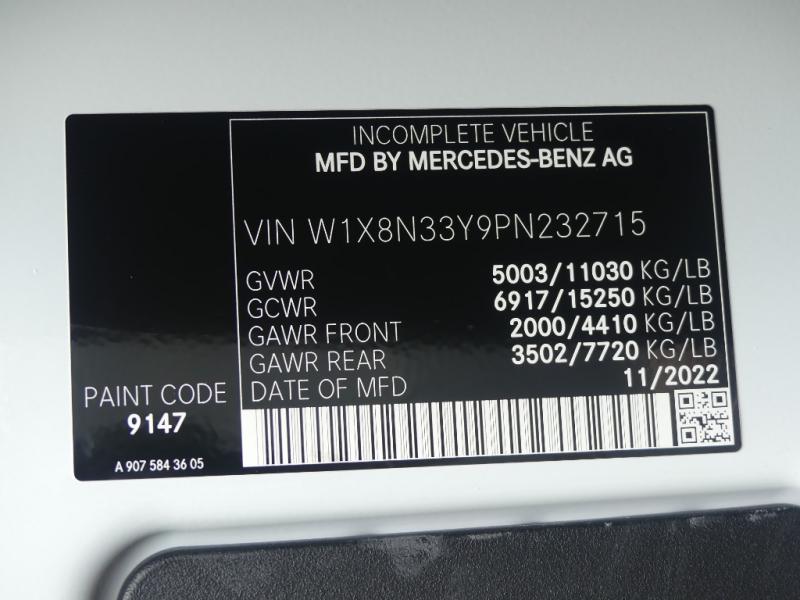 INCOMPLETE VEHICLE
MFD BY MERCEDES-BENZ AG
VIN W1X8N33Y9PN232715
GVWR 5003/11030 KG/LB
GCWR 6917/15250 KG/LB
GAWR FRONT 2000/4410 KG/LB
GAWR REAR 3502/7720 KG/LB
DATE OF MFD 11/2022
PAINT CODE
9147
A 907 584 36 05